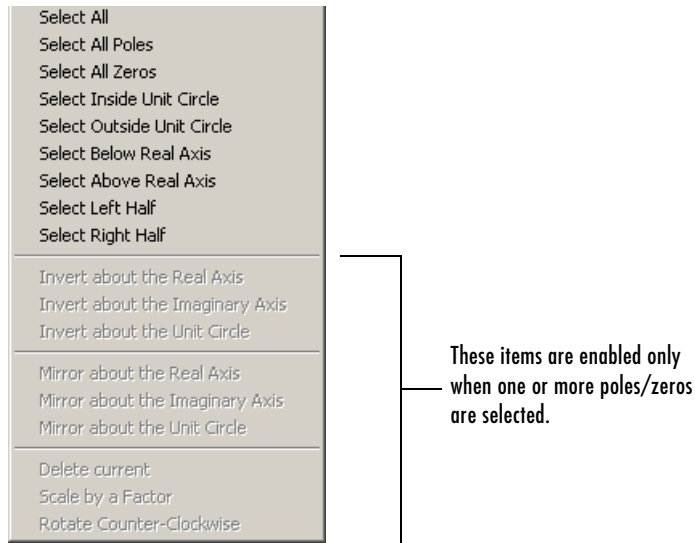 Select All
Select All Poles
Select All Zeros
Select Inside Unit Circle
Select Outside Unit Circle
Select Below Real Axis
Select Above Real Axis
Select Left Half
Select Right Half
Invert about the Real Axis
Invert about the Imaginary Axis
Invert about the Unit Circle
Mirror about the Real Axis
Mirror about the Imaginary Axis
Mirror about the Unit Circle
Delete current
Scale by a Factor
Rotate Counter-Clockwise
These items are enabled only
when one or more poles/zeros
are selected.